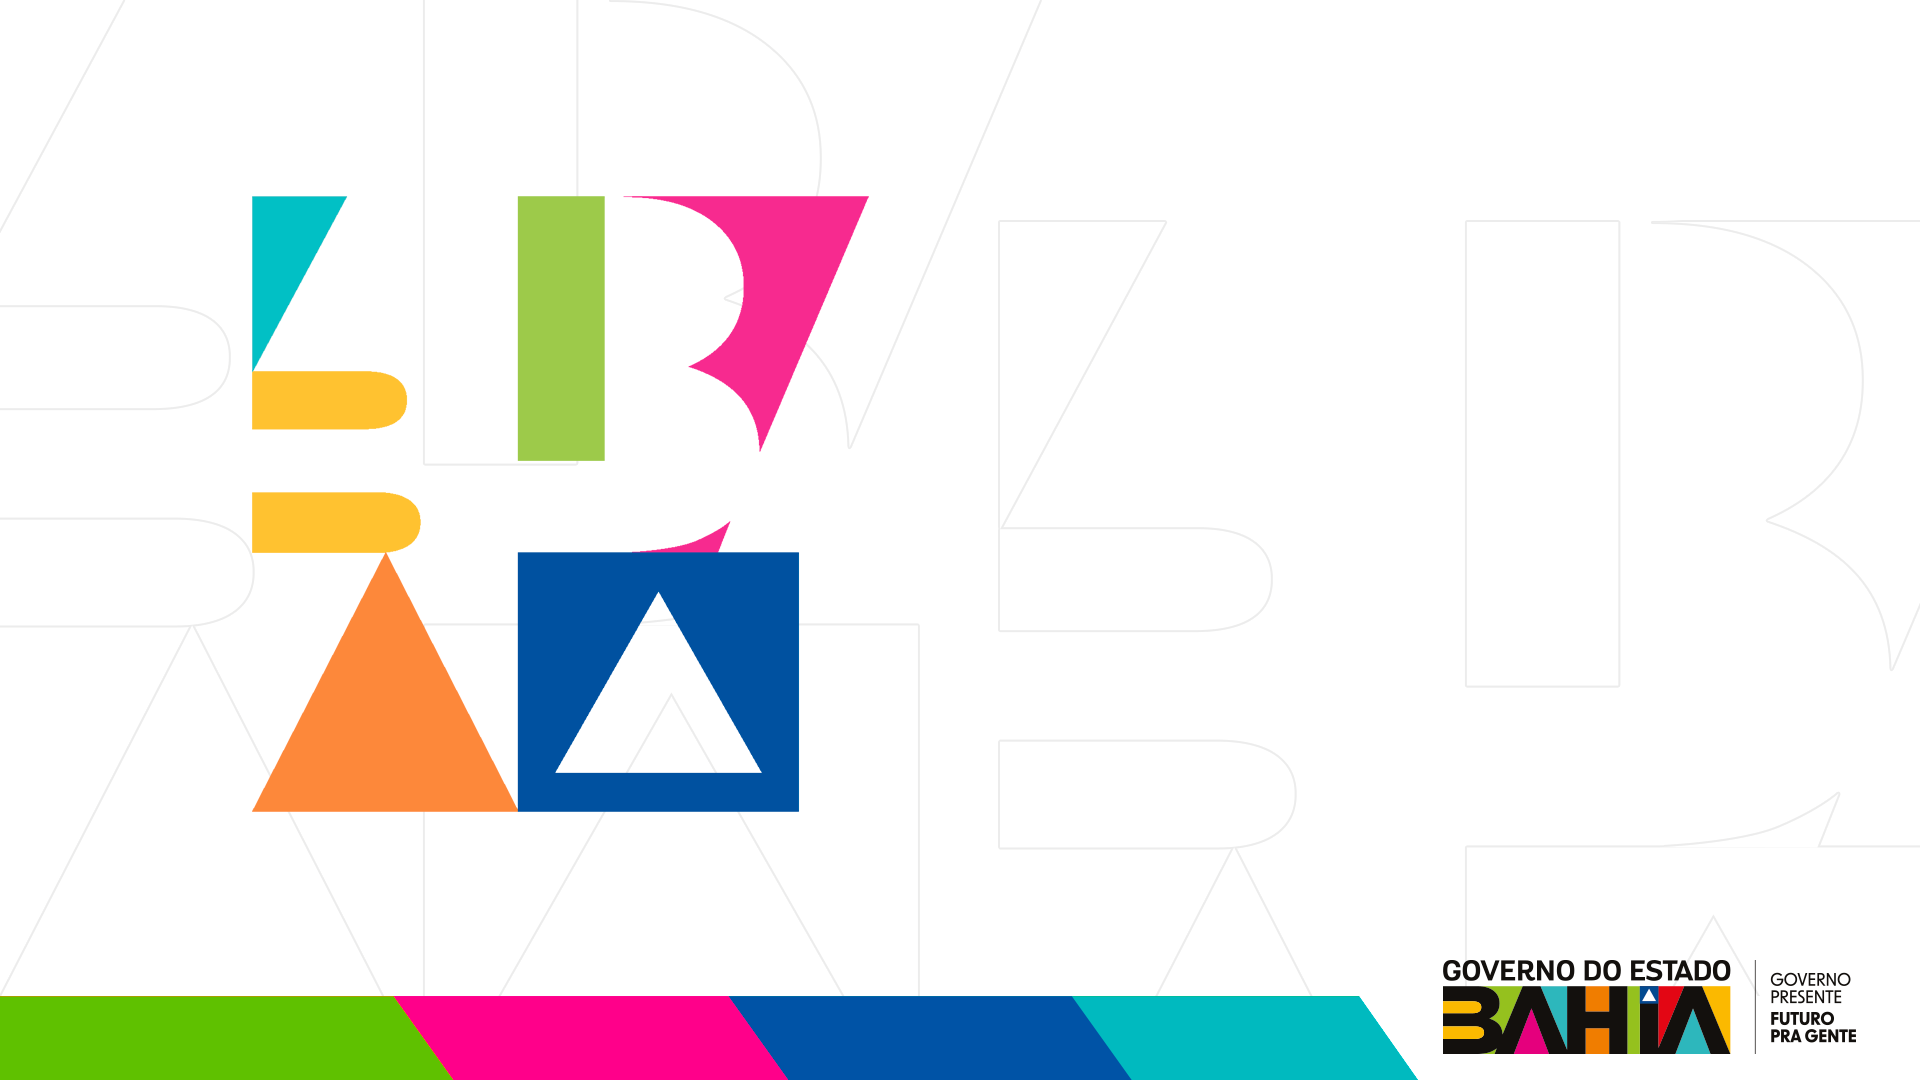 GOVERNO DO ESTADO
BAHIA
GOVERNO
PRESENTE
FUTURO
PRA GENTE